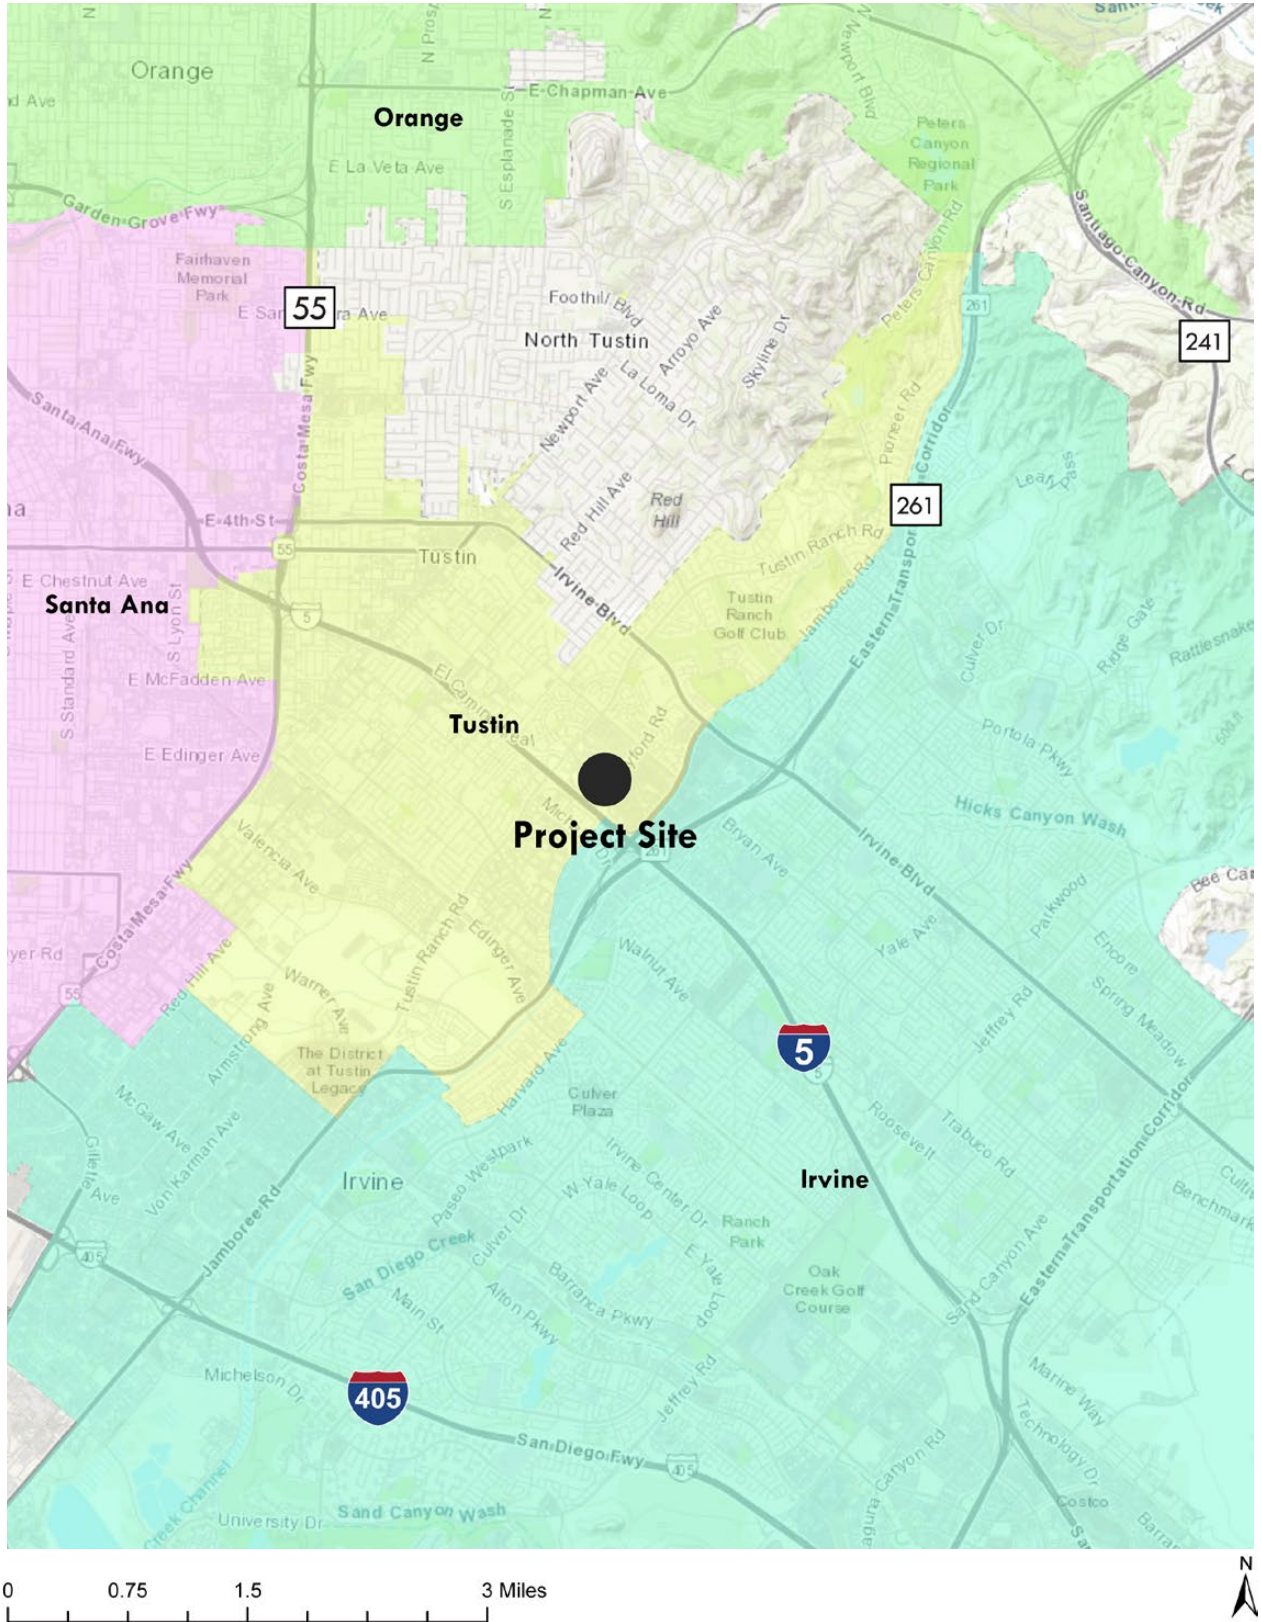 Orange
E Chapman Ave
N
N Prosp
N
N Newport Blvd
Orange
E La Veta Ave
S Esplanade St
Peters
Canyon
Regional
Park
Garden Grove Fwy
Santiago Canyon Rd
Fairhaven
Memorial
Park
55
Foothill Blvd
North Tustin
Arroyo Ave
La Loma Dr
Skyline Dr
Newport Ave
Peters Canyon Rd
261
241
Santa Ana Fwy
Costa Mesa Fwy
Pioneer Rd
Red Hill Ave
Red
Hill
Leafy Pass
261
E 4th St
55
Tustin
Irvine Blvd
Tustin Ranch Rd
Jamboree Rd
E Chestnut Ave
Santa Ana
S Lyon St
S Standard Ave
5
Tustin
Ranch
Golf Club
Culver Dr
Ridge Gate
Rattlesnake
E McFadden Ave
Tustin
E Edinger Ave
Portola Pkwy
Project Site
Hicks Canyon Wash
Bryan Ave
Irvine Blvd
Valencia Ave
Costa Mesa Fwy
Parkwood
Yale Ave
Encore
Spring Meadow
Tustin Ranch Rd
Edinger Ave
Walnut Ave
Red Hill Ave
Warner Ave
Armstrong Ave
55
Jeffrey Rd
5
5
The District
at Tustin
Legacy
Harvard Ave
Culver
Plaza
McGaw Ave
Von Karman Ave
Gillette Ave
Roosevelt
Trabuco Rd
Irvine
Irvine
Paseo Westpark
Irvine Center Dr
W Yale Loop
E Yale Loop
Ranch
Park
Benchmark
Jamboree Rd
405
San Diego Creek
Culver Dr
Barranca Pkwy
Alton Pkwy
Main St
Oak
Creek Golf
Course
Sand Canyon Ave
Eastern Transportation Corridor
Michelson Dr
405
Jeffrey Rd
Marine Way
Technology Dr
San Diego Fwy
405
Costco
University Dr
Sand Canyon Wash
Creek Channel
0 0.75 1.5 3 Miles
N